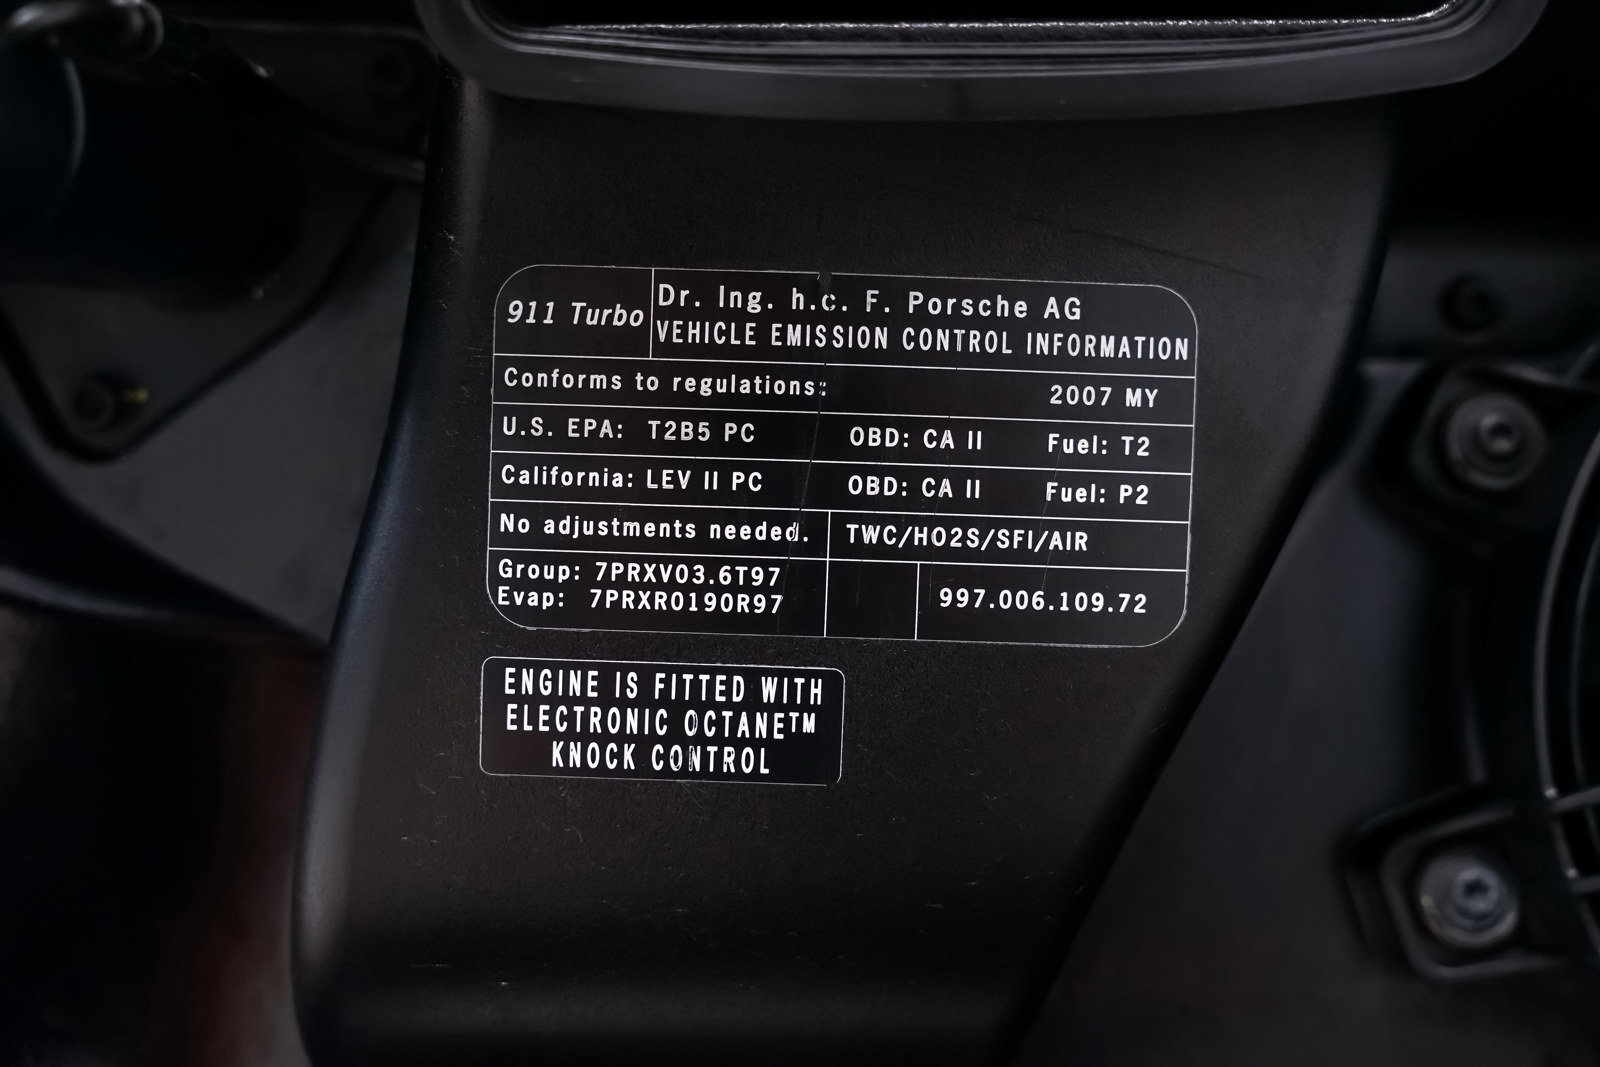 911 Turbo
Dr. Ing. h.c. F. Porsche AG
VEHICLE EMISSION CONTROL INFORMATION
Conforms to regulations: 2007 MY
U.S. EPA: T2B5 PC OBD: CA II Fuel: T2
California: LEV II PC OBD: CA II Fuel: P2
No adjustments needed. TWC/HO2S/SFI/AIR
Group: 7PRXV03.6T97
Evap: 7PRXR0190R97
997.006.109.72
ENGINE IS FITTED WITH
ELECTRONIC OCTANE™
KNOCK CONTROL